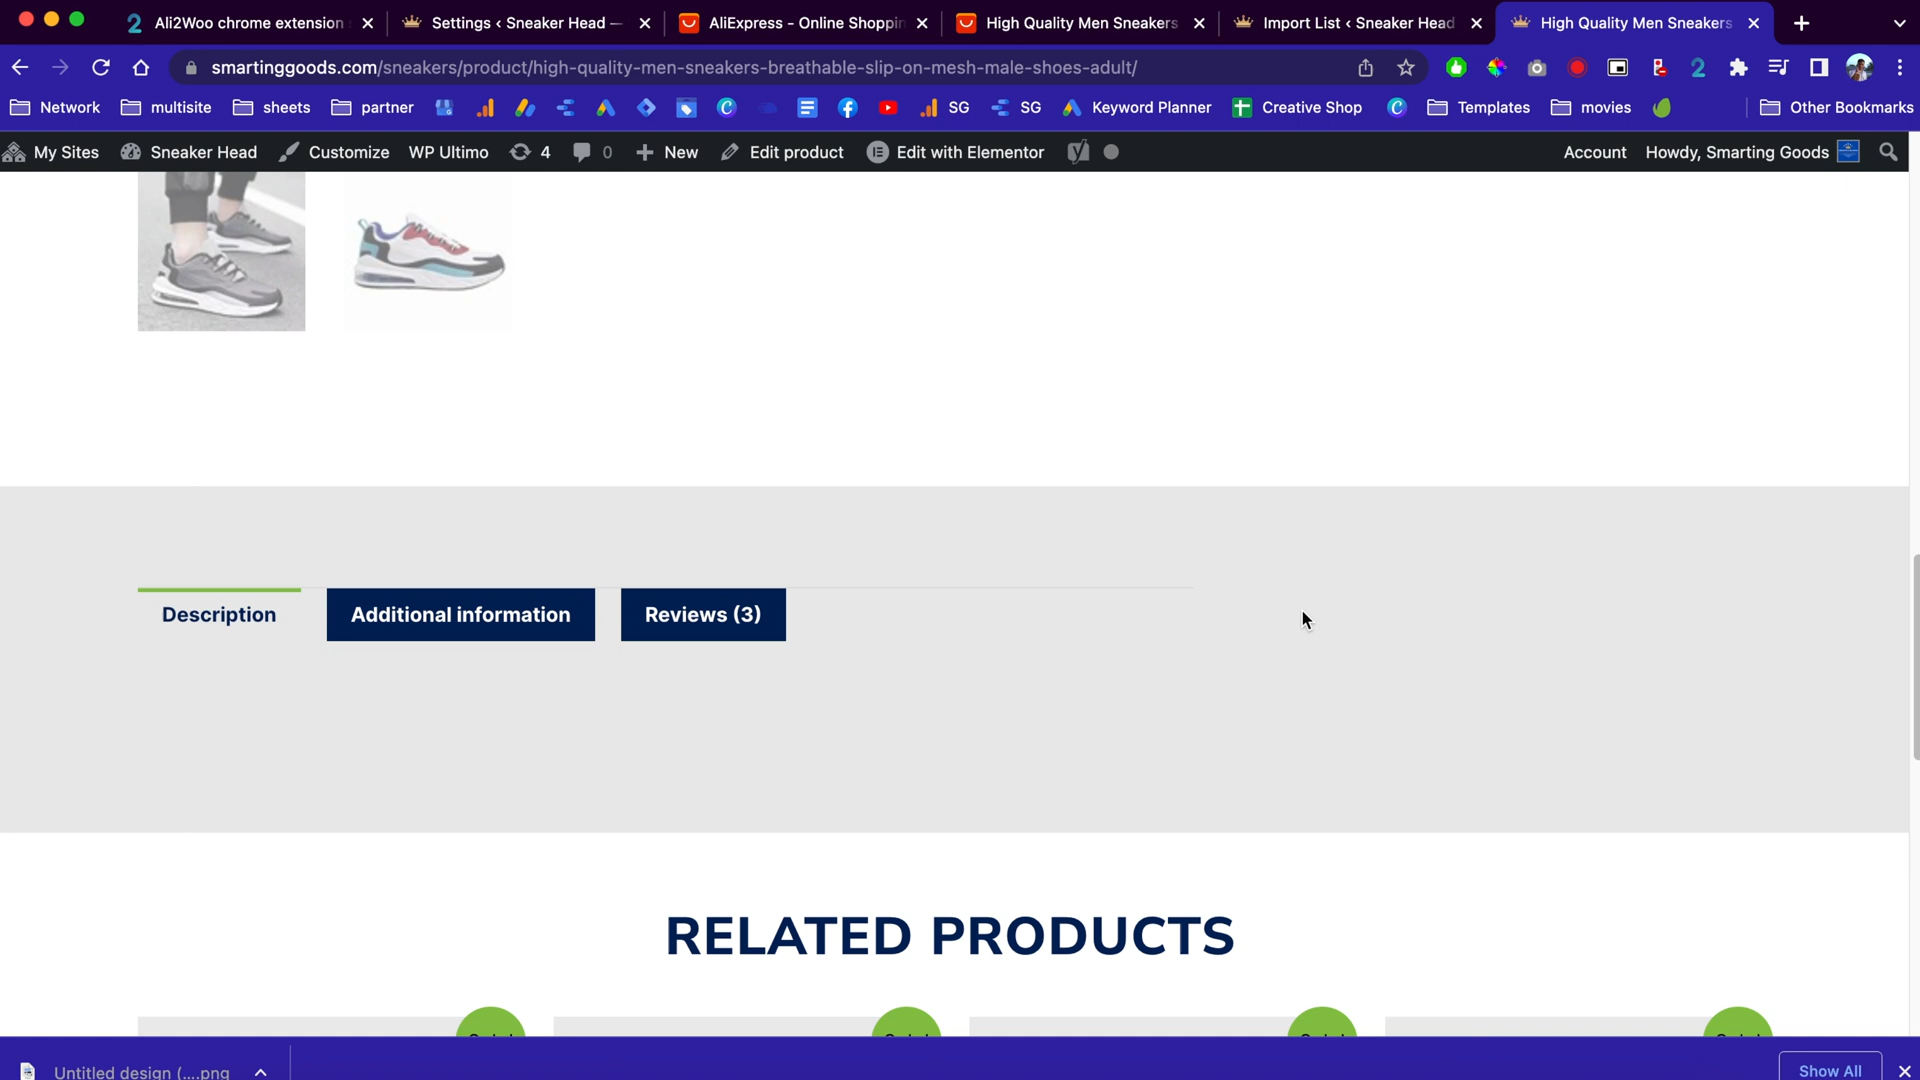 Ali2Woo chrome extension
Settings ‹ Sneaker Head —
AliExpress - Online Shoppin
High Quality Men Sneakers
Import List ‹ Sneaker Head
High Quality Men Sneakers
smartinggoods.com/sneakers/product/high-quality-men-sneakers-breathable-slip-on-mesh-male-shoes-adult/
Network
multisite
sheets
partner
SG
SG
Keyword Planner
Creative Shop
Templates
movies
Other Bookmarks
My Sites
Sneaker Head
Customize
WP Ultimo
4
0
New
Edit product
Edit with Elementor
Account
Howdy, Smarting Goods
Description
Additional information
Reviews (3)
RELATED PRODUCTS
Untitled design (....png
Show All